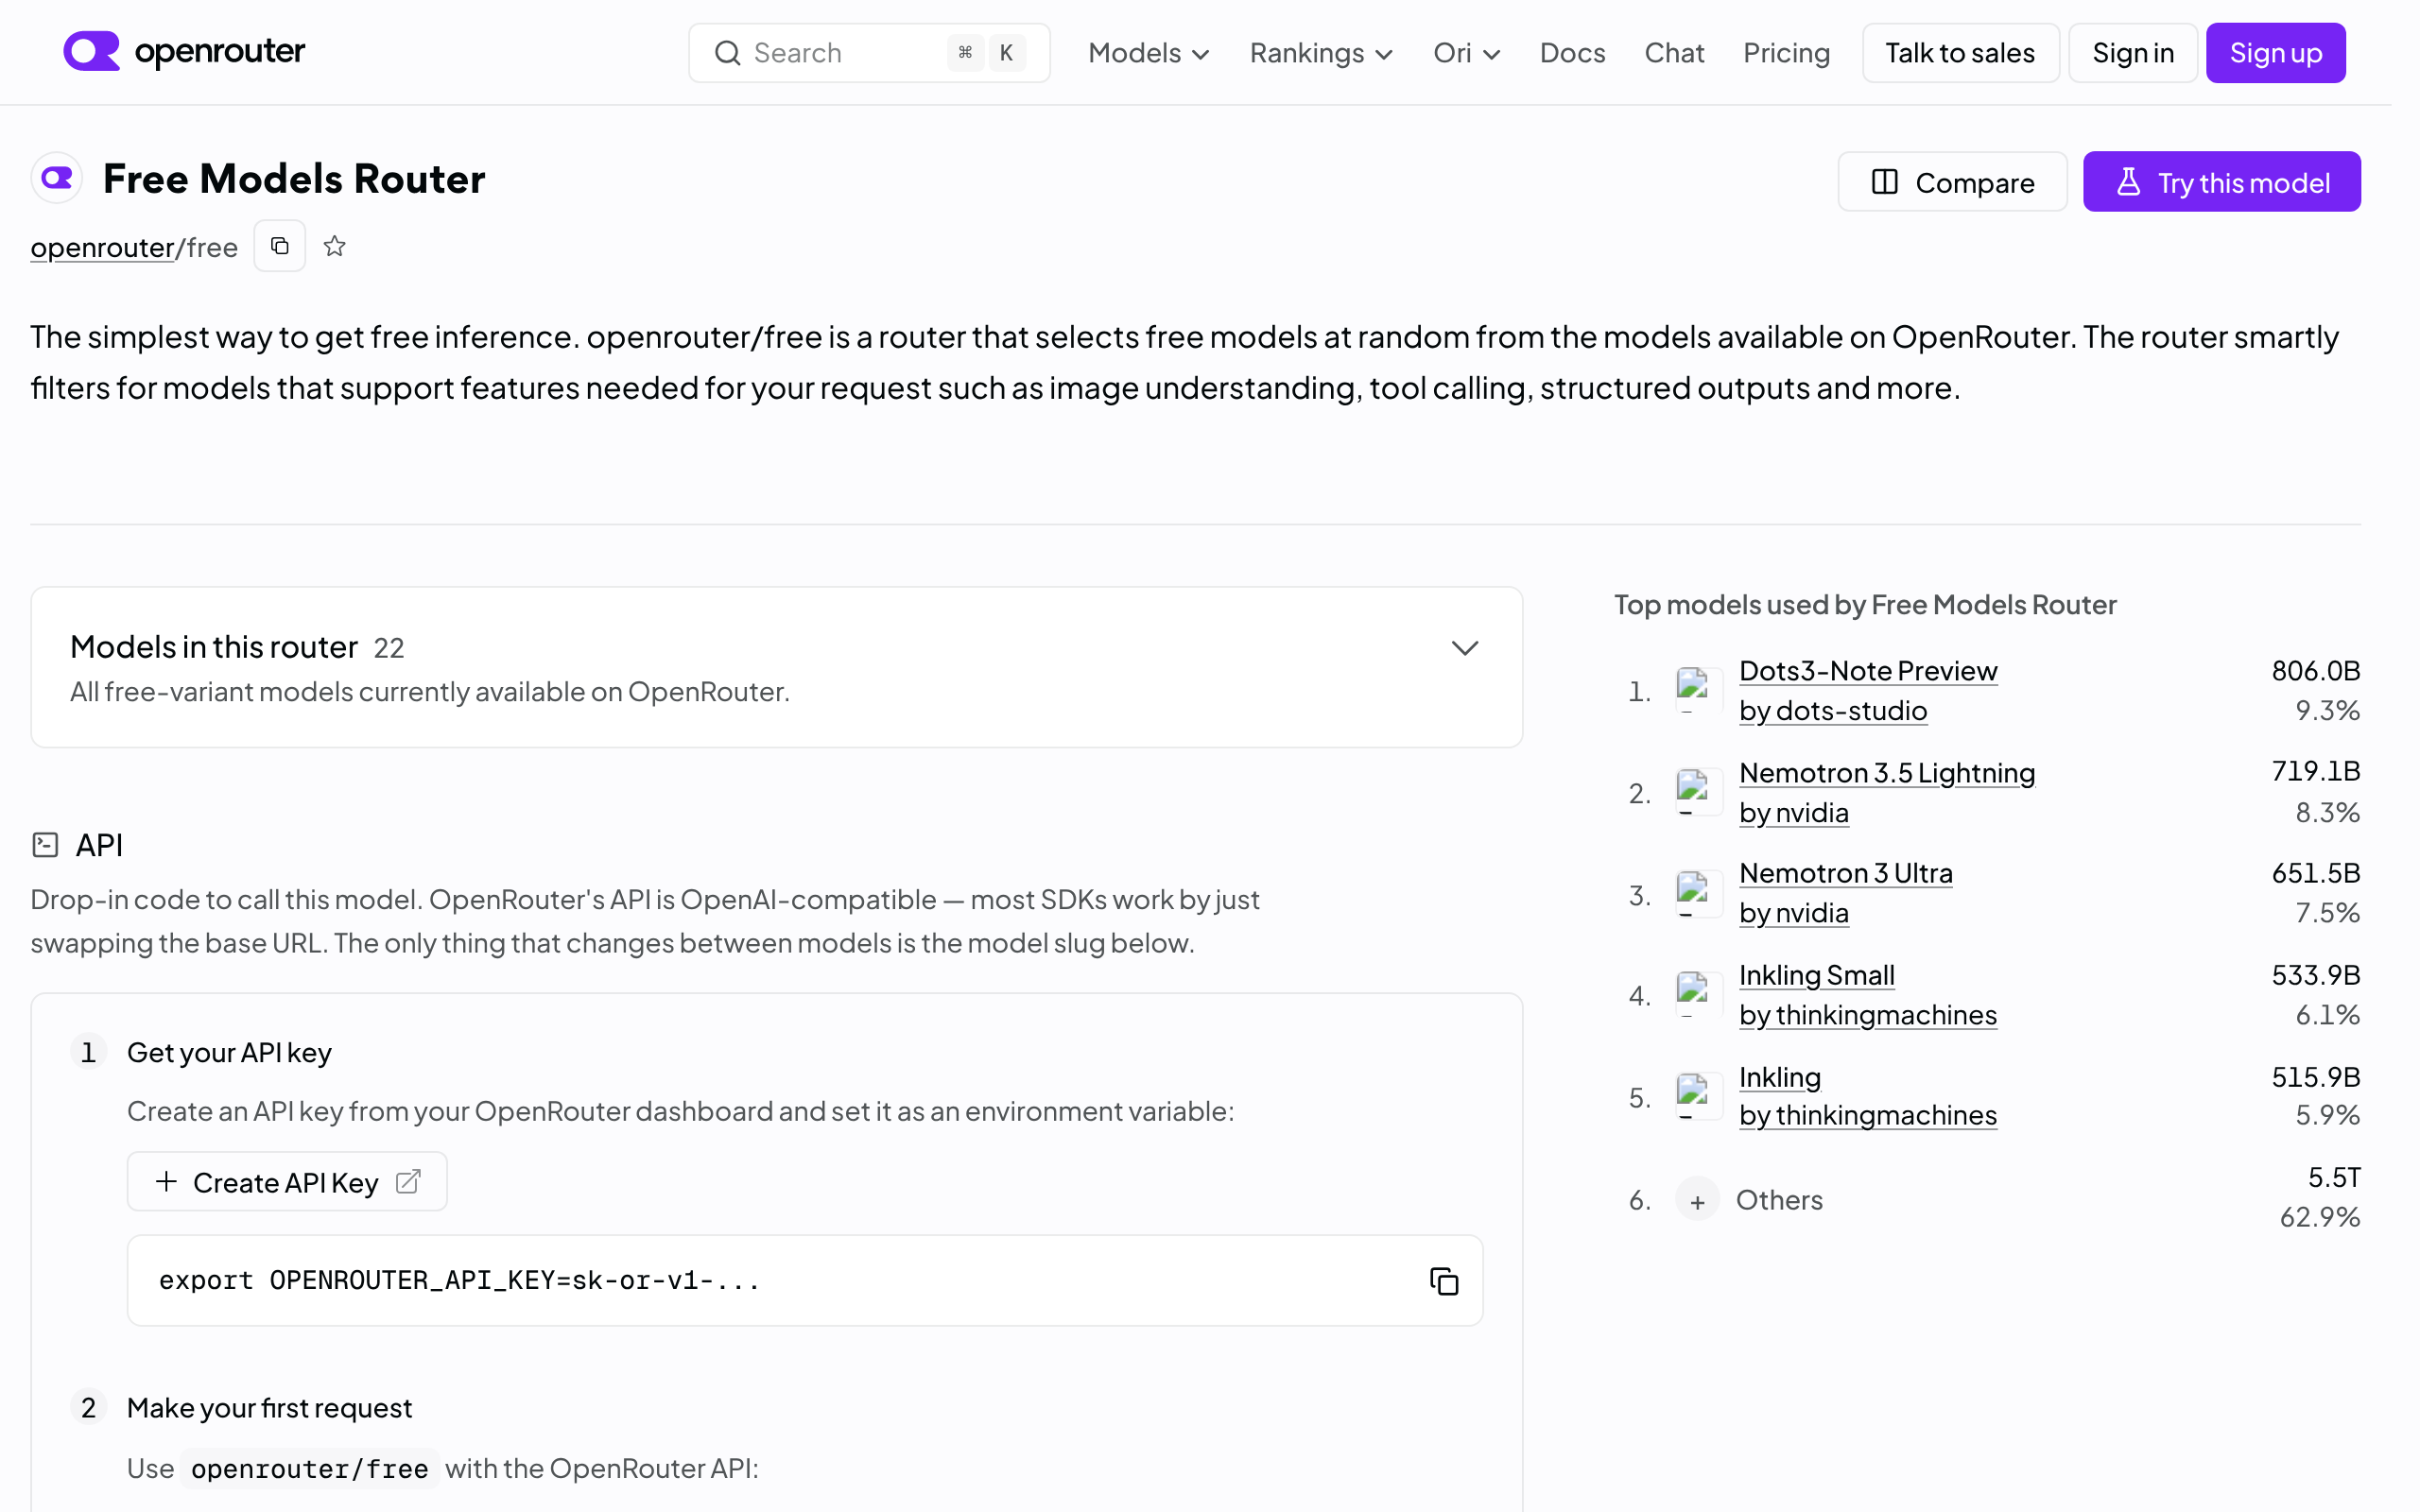 openrouter
Search ⌘ K
Models
Rankings
Ori
Docs
Chat
Pricing
Talk to sales
Sign in
Sign up
Free Models Router
Compare
Try this model
openrouter/free
The simplest way to get free inference. openrouter/free is a router that selects free models at random from the models available on OpenRouter. The router smartly
filters for models that support features needed for your request such as image understanding, tool calling, structured outputs and more.
Models in this router 22
All free-variant models currently available on OpenRouter.
API
Drop-in code to call this model. OpenRouter's API is OpenAI-compatible — most SDKs work by just
swapping the base URL. The only thing that changes between models is the model slug below.
1 Get your API key
Create an API key from your OpenRouter dashboard and set it as an environment variable:
+ Create API Key
export OPENROUTER_API_KEY=sk-or-v1-...
2 Make your first request
Use openrouter/free with the OpenRouter API:
Top models used by Free Models Router
1. Dots3-Note Preview 806.0B
by dots-studio 9.3%
2. Nemotron 3.5 Lightning 719.1B
by nvidia 8.3%
3. Nemotron 3 Ultra 651.5B
by nvidia 7.5%
4. Inkling Small 533.9B
by thinkingmachines 6.1%
5. Inkling 515.9B
by thinkingmachines 5.9%
6. + Others 5.5T
62.9%